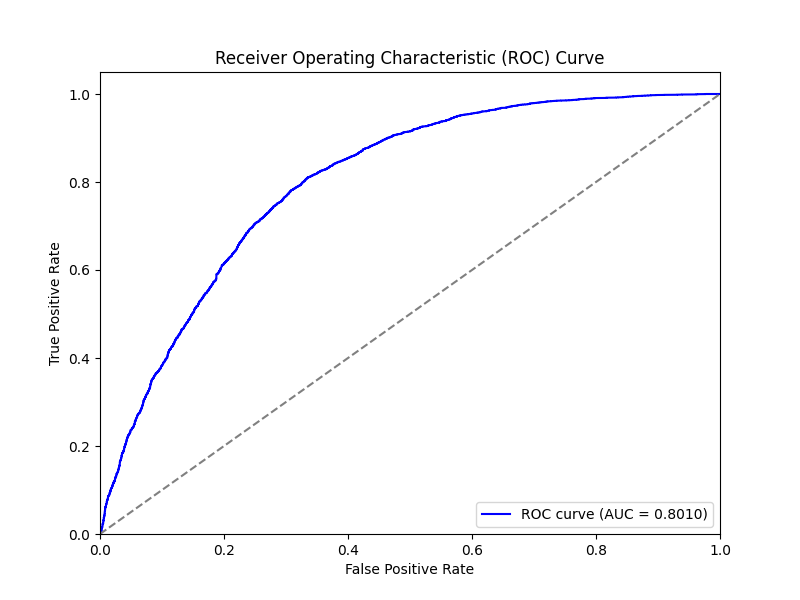 Receiver Operating Characteristic (ROC) Curve
1.0
0.8
0.6
0.4
0.2
0.0
True Positive Rate
ROC curve (AUC = 0.8010)
0.0 0.2 0.4 0.6 0.8 1.0
False Positive Rate